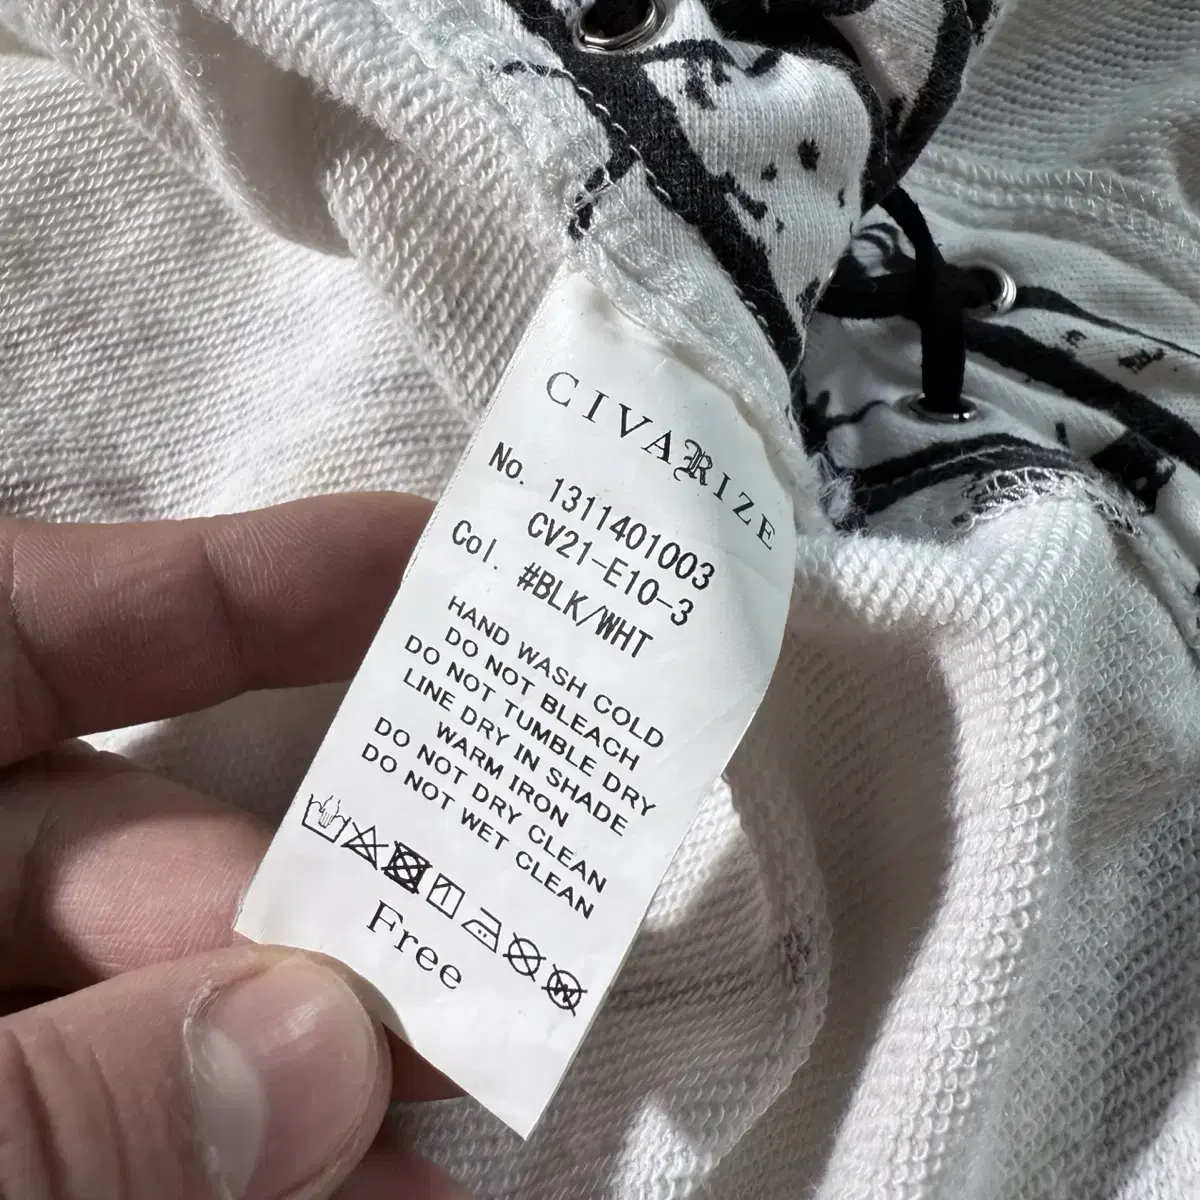 CIVARIZE
No. 1311401003
CV21-E10-3
Col. #BLK/WHT
HAND WASH COLD
DO NOT BLEACH
DO NOT TUMBLE DRY
LINE DRY IN SHADE
WARM IRON
DO NOT DRY CLEAN
DO NOT WET CLEAN
W
Free